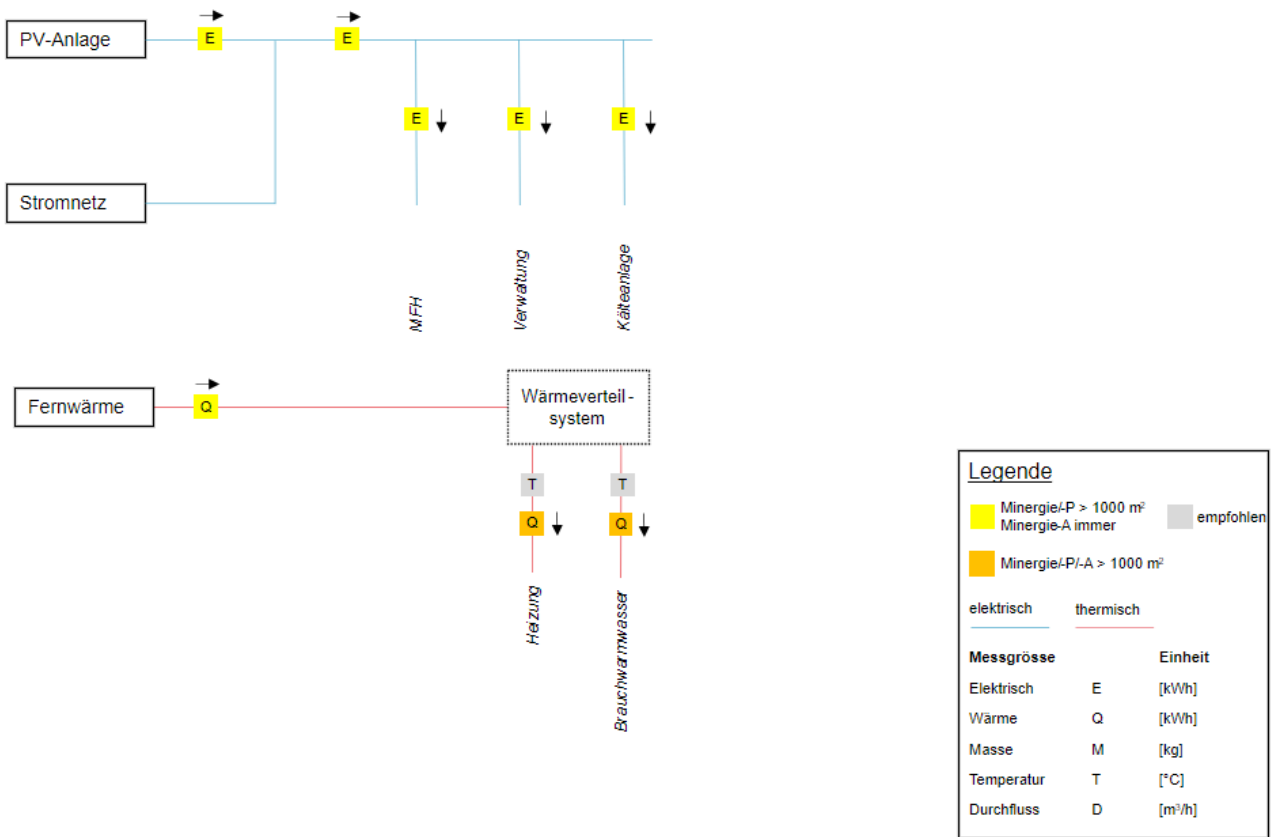 PV-Anlage
E
E
E
E
E
Stromnetz
MFH
Verwaltung
Kälteanlage
Fernwärme
Q
Wärmeverteil-
system
T
T
Q
Q
Heizung
Brauchwarmwasser
Legende
Minergie/-P > 1000 m²
Minergie-A immer
empfohlen
Minergie/-P/-A > 1000 m²
elektrisch thermisch
Messgrösse Einheit
Elektrisch E [kWh]
Wärme Q [kWh]
Masse M [kg]
Temperatur T [°C]
Durchfluss D [m³/h]